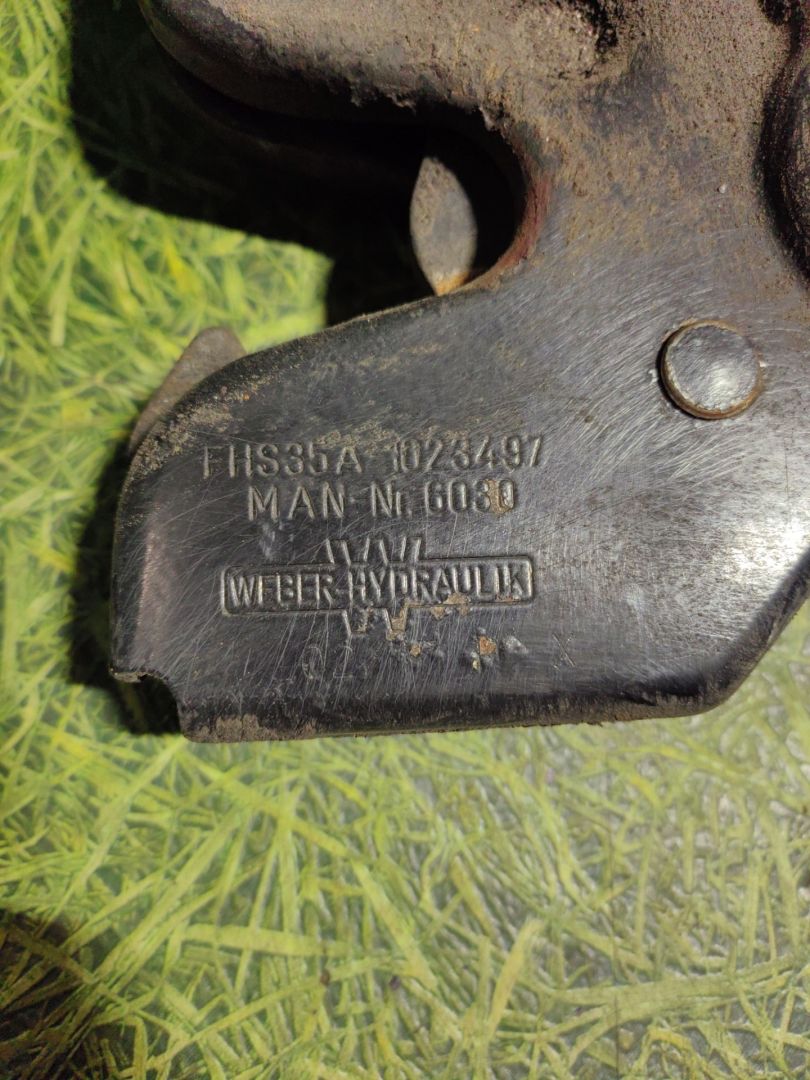 FHS35A 1023497
MAN-Nr. 6030
WEBER-HYDRAULIK